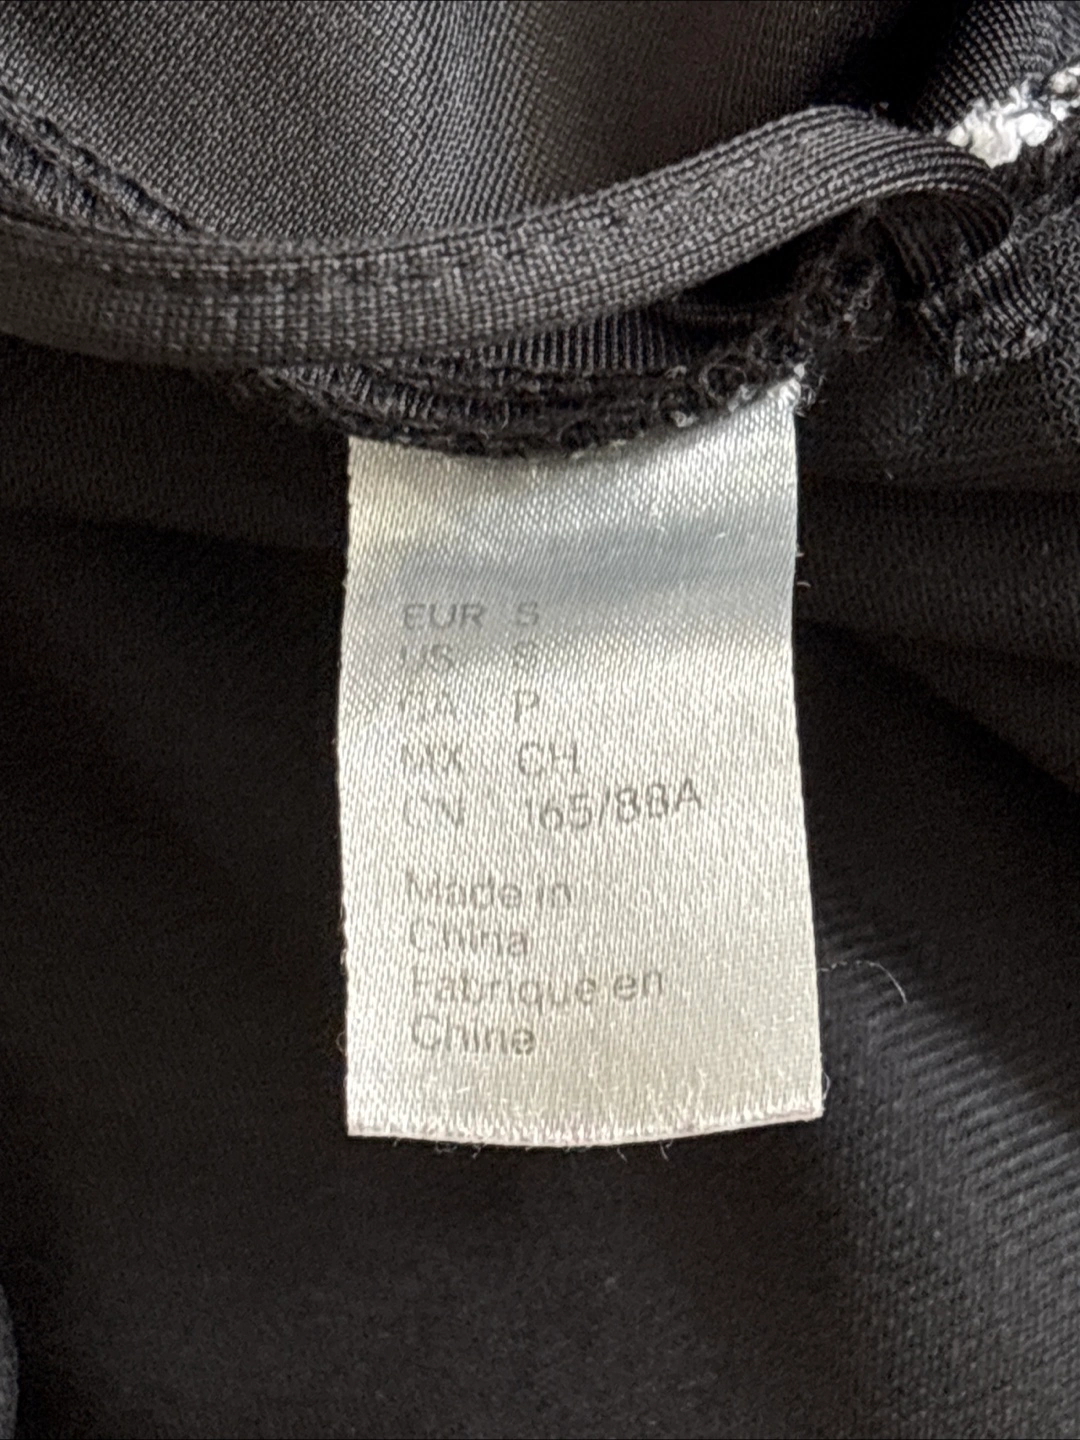 EUR S
US S
CA P
MX CH
CN 165/88A
Made in
China
Fabriqué en
Chine